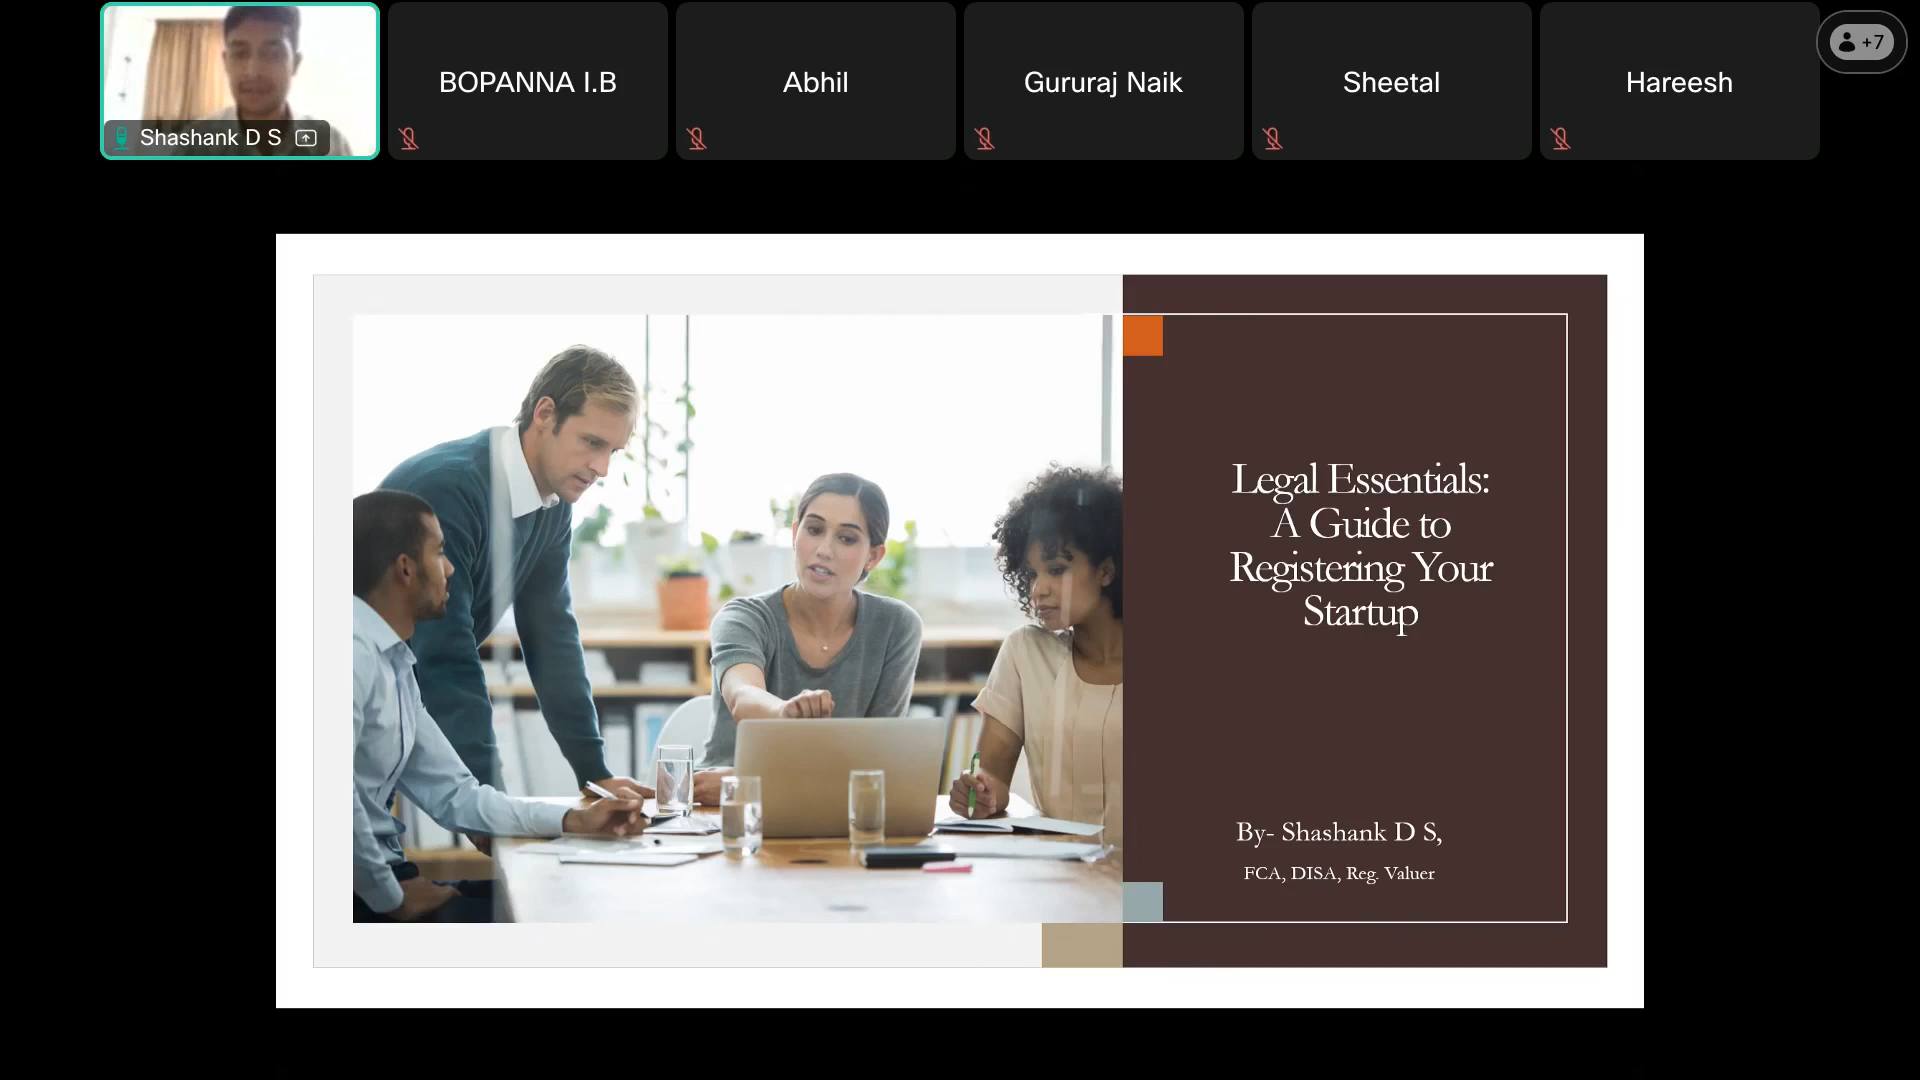 Shashank D S
BOPANNA I.B
Abhil
Gururaj Naik
Sheetal
Hareesh
+7
Legal Essentials:
A Guide to
Registering Your
Startup
By- Shashank D S,
FCA, DISA, Reg. Valuer